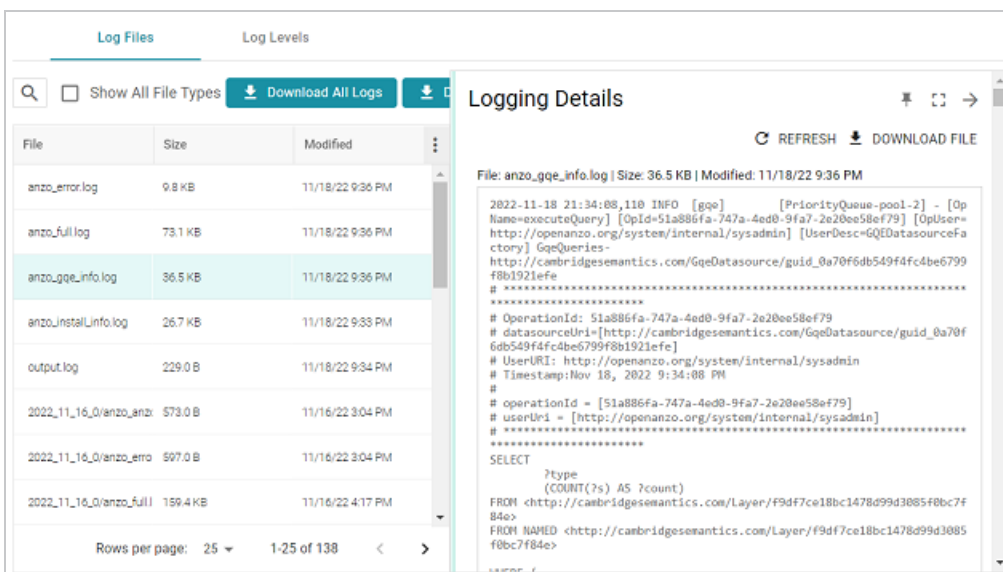 Log Files
Log Levels
Show All File Types
Download All Logs
D
File
Size
Modified
anzo_error.log 9.8 KB 11/18/22 9:36 PM
anzo_full.log 73.1 KB 11/18/22 9:36 PM
anzo_gqe_info.log 36.5 KB 11/18/22 9:36 PM
anzo_install_info.log 26.7 KB 11/18/22 9:33 PM
output.log 229.0 B 11/18/22 9:34 PM
2022_11_16_0/anzo_anz 573.0 B 11/16/22 3:04 PM
2022_11_16_0/anzo_erro 597.0 B 11/16/22 3:04 PM
2022_11_16_0/anzo_full.l 159.4 KB 11/16/22 4:17 PM
Rows per page: 25 1-25 of 138
Logging Details
REFRESH DOWNLOAD FILE
File: anzo_gqe_info.log | Size: 36.5 KB | Modified: 11/18/22 9:36 PM
2022-11-18 21:34:08,110 INFO [gqe] [PriorityQueue-pool-2] - [Op
Name=executeQuery] [OpId=51a886fa-747a-4ed0-9fa7-2e20ee58ef79] [OpUser=
http://openanzo.org/system/internal/sysadmin] [UserDesc=GQEDatasourceFa
ctory] GqeQueries-
http://cambridgesemantics.com/GqeDatasource/guid_0a70f6db549f4fc4be6799
f8b1921efe
# *********************************************************************
***********************
# OperationId: 51a886fa-747a-4ed0-9fa7-2e20ee58ef79
# datasourceUri=[http://cambridgesemantics.com/GqeDatasource/guid_0a70f
6db549f4fc4be6799f8b1921efe]
# UserURI: http://openanzo.org/system/internal/sysadmin
# Timestamp:Nov 18, 2022 9:34:08 PM
#
# operationId = [51a886fa-747a-4ed0-9fa7-2e20ee58ef79]
# userUri = [http://openanzo.org/system/internal/sysadmin]
# *********************************************************************
***********************
SELECT
?type
(COUNT(?s) AS ?count)
FROM <http://cambridgesemantics.com/Layer/f9df7ce18bc1478d99d3085f0bc7f
84e>
FROM NAMED <http://cambridgesemantics.com/Layer/f9df7ce18bc1478d99d3085
f0bc7f84e>
WHERE {